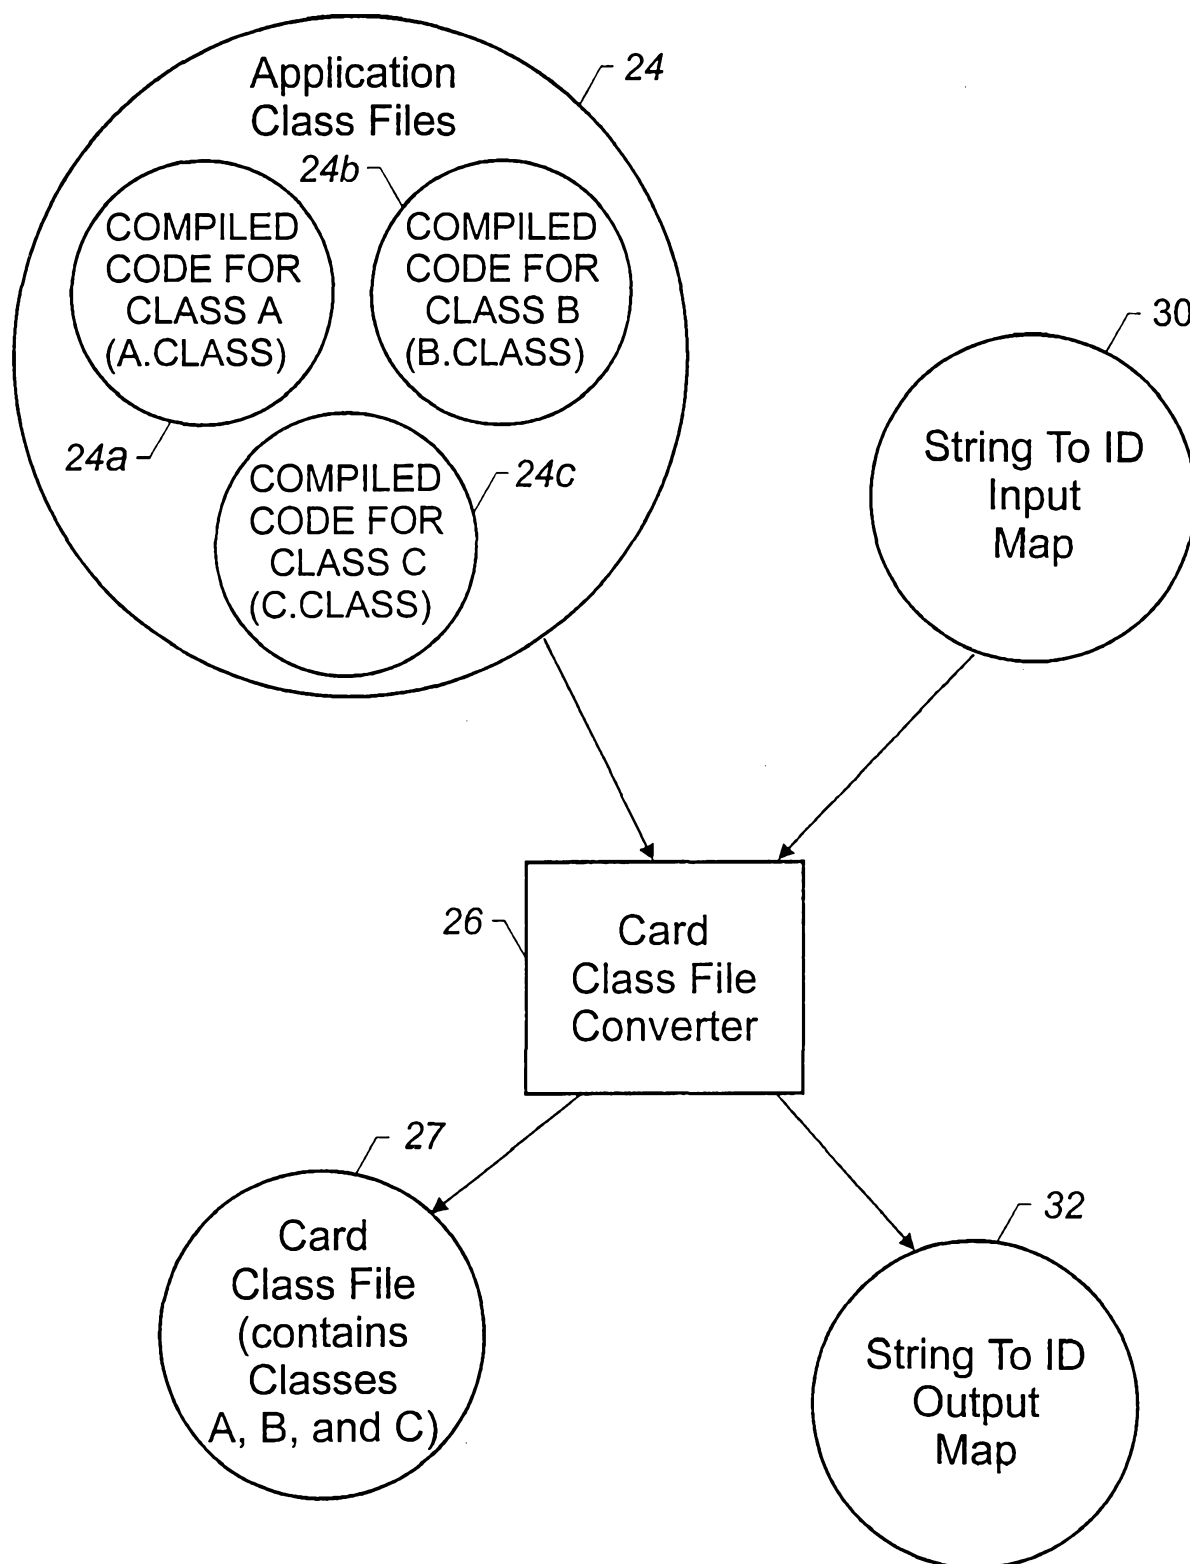 Application
Class Files
24
24b
COMPILED
CODE FOR
CLASS A
(A.CLASS)
COMPILED
CODE FOR
CLASS B
(B.CLASS)
24a
COMPILED
CODE FOR
CLASS C
(C.CLASS)
24c
30
String To ID
Input
Map
26
Card
Class File
Converter
27
Card
Class File
(contains
Classes
A, B, and C)
32
String To ID
Output
Map